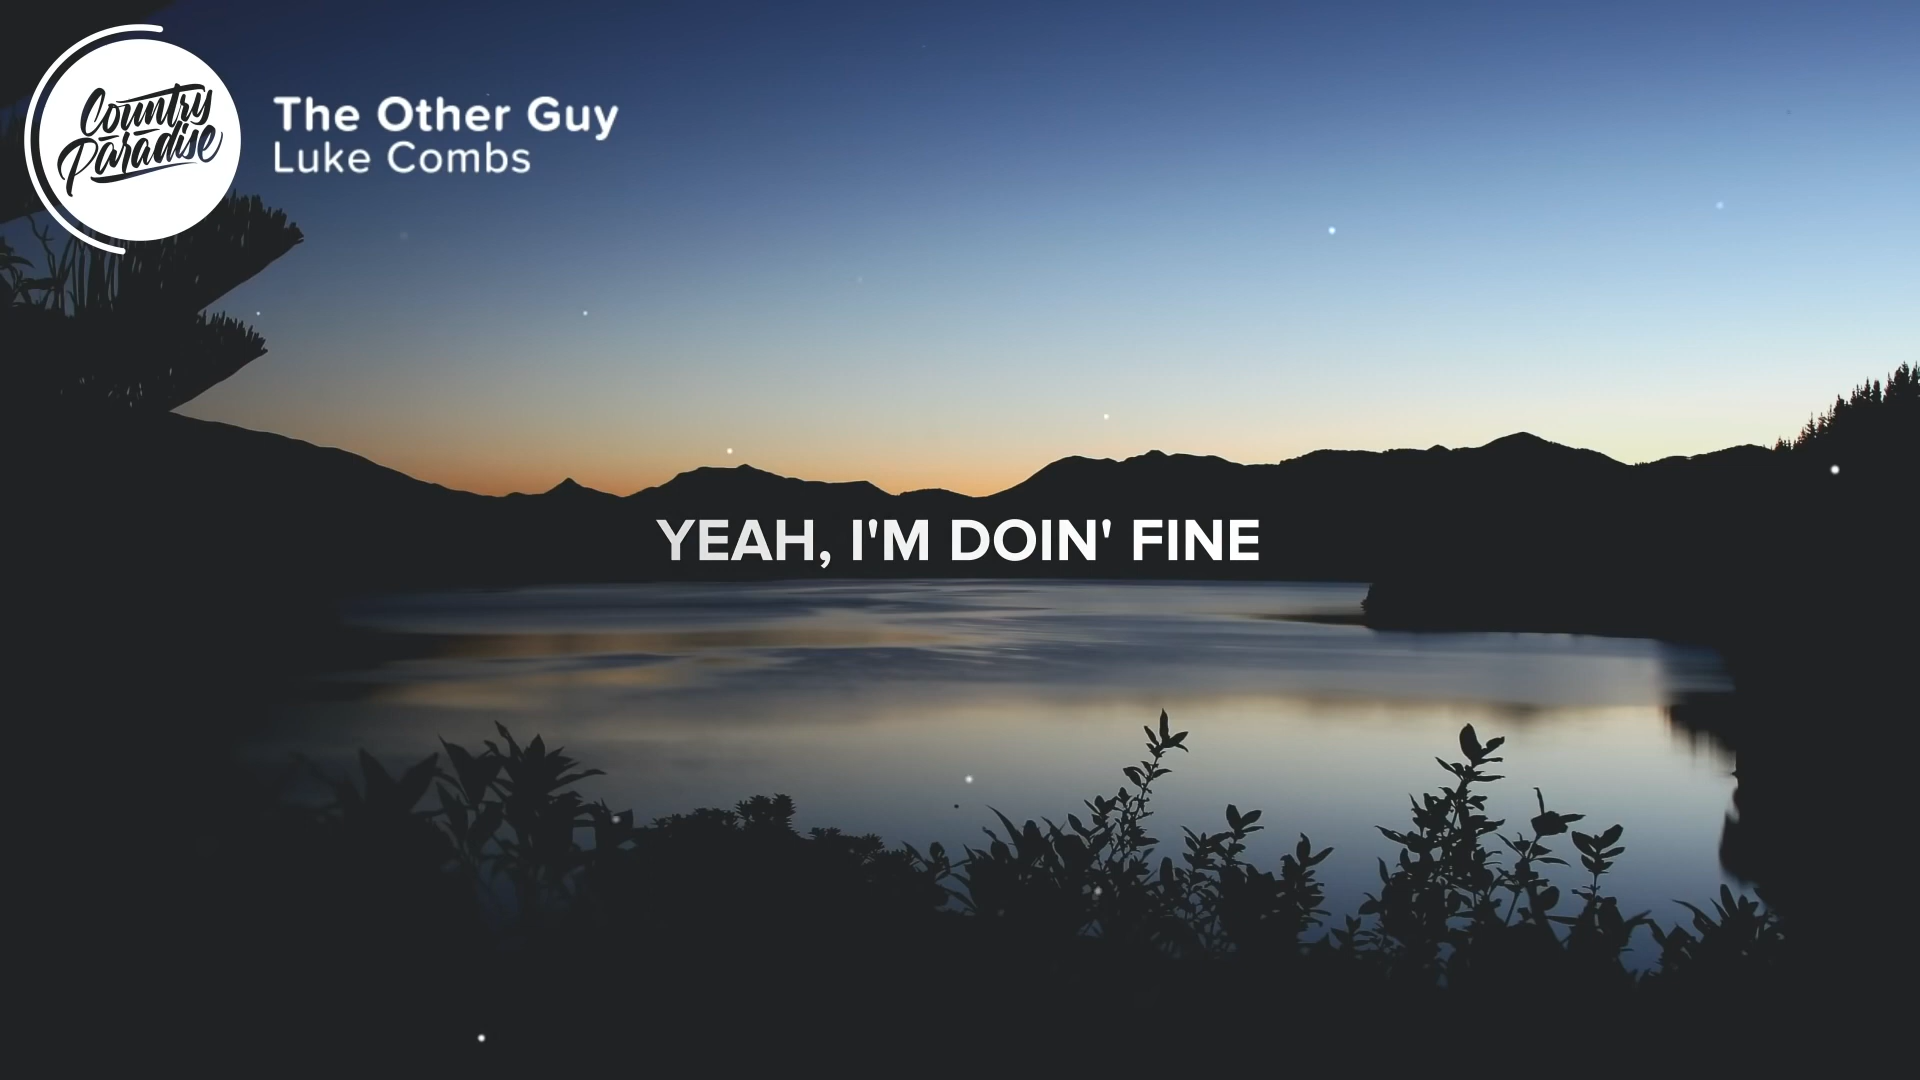 Country
Paradise
The Other Guy
Luke Combs
YEAH, I'M DOIN' FINE